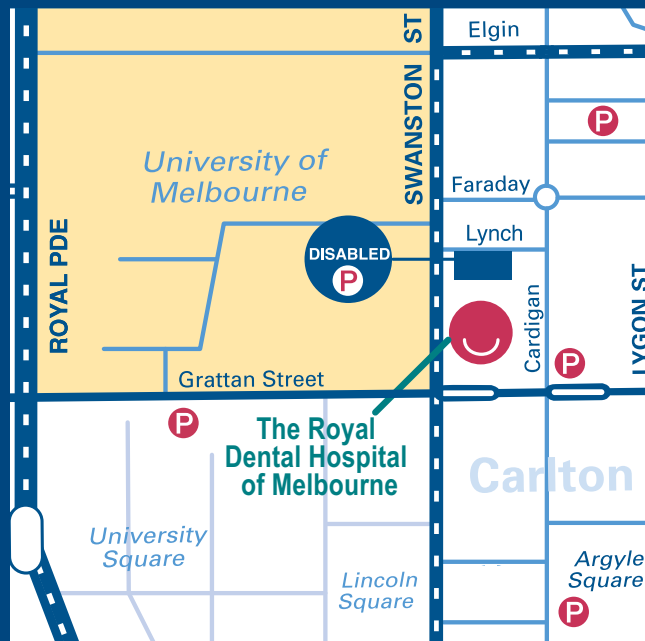 Elgin
SWANSTON ST
P
University of
Melbourne
Faraday
Lynch
DISABLED
P
ROYAL PDE
Cardigan
LYGON ST
P
Grattan Street
P
The Royal
Dental Hospital
of Melbourne
Carlton
University
Square
Lincoln
Square
Argyle
Square
P